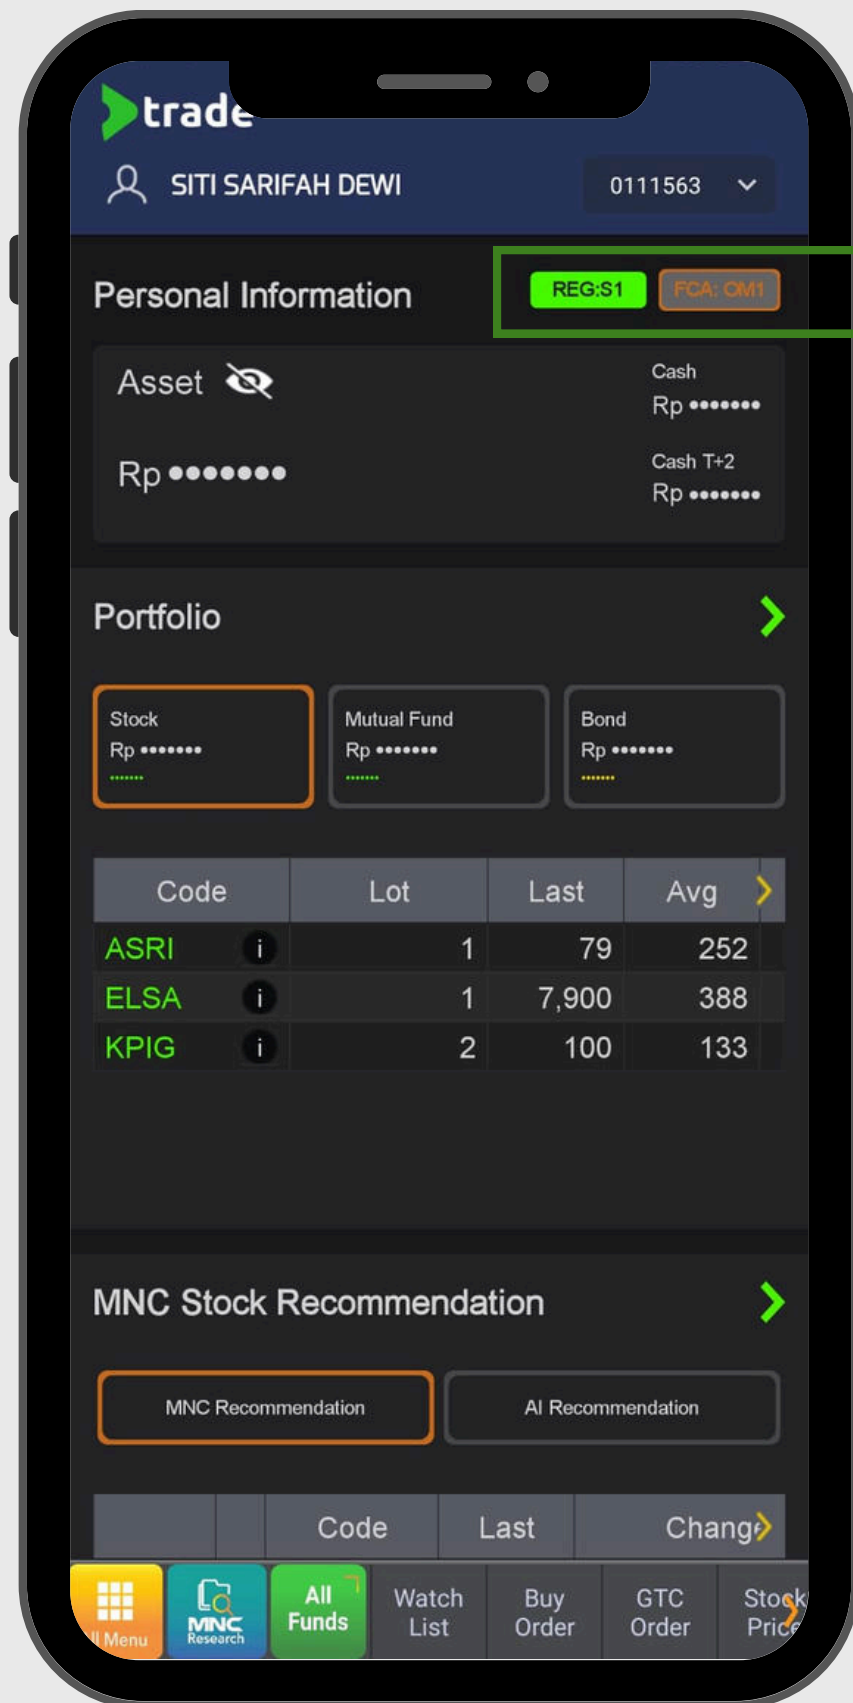 trade
SITI SARIFAH DEWI 0111563
Personal Information REG:S1 FCA: OM1
Asset Cash
Rp •••••••
Rp ••••••• Cash T+2
Rp •••••••
Portfolio
Stock Mutual Fund Bond
Rp ••••••• Rp ••••••• Rp •••••••
••••••• ••••••• •••••••
Code Lot Last Avg
ASRI i 1 79 252
ELSA i 1 7,900 388
KPIG i 2 100 133
MNC Stock Recommendation
MNC Recommendation AI Recommendation
Code Last Change
All Watch Buy GTC Stock
Menu MNC Funds List Order Order Price
Research